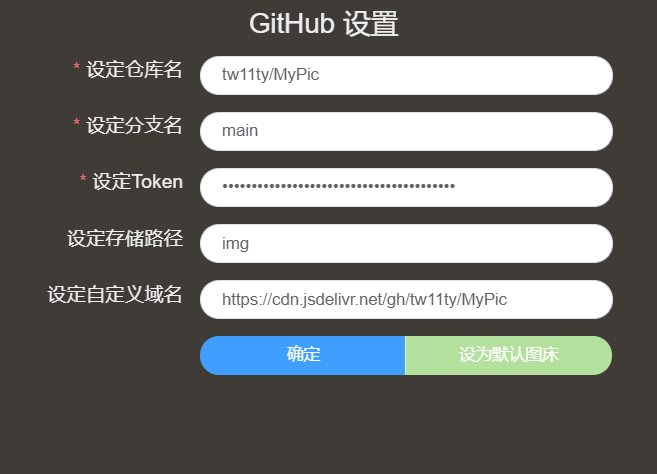 GitHub 设置
* 设定仓库名 tw11ty/MyPic
* 设定分支名 main
* 设定Token ••••••••••••••••••••••••••••••••••••••••
设定存储路径 img
设定自定义域名 https://cdn.jsdelivr.net/gh/tw11ty/MyPic
确定 设为默认图床